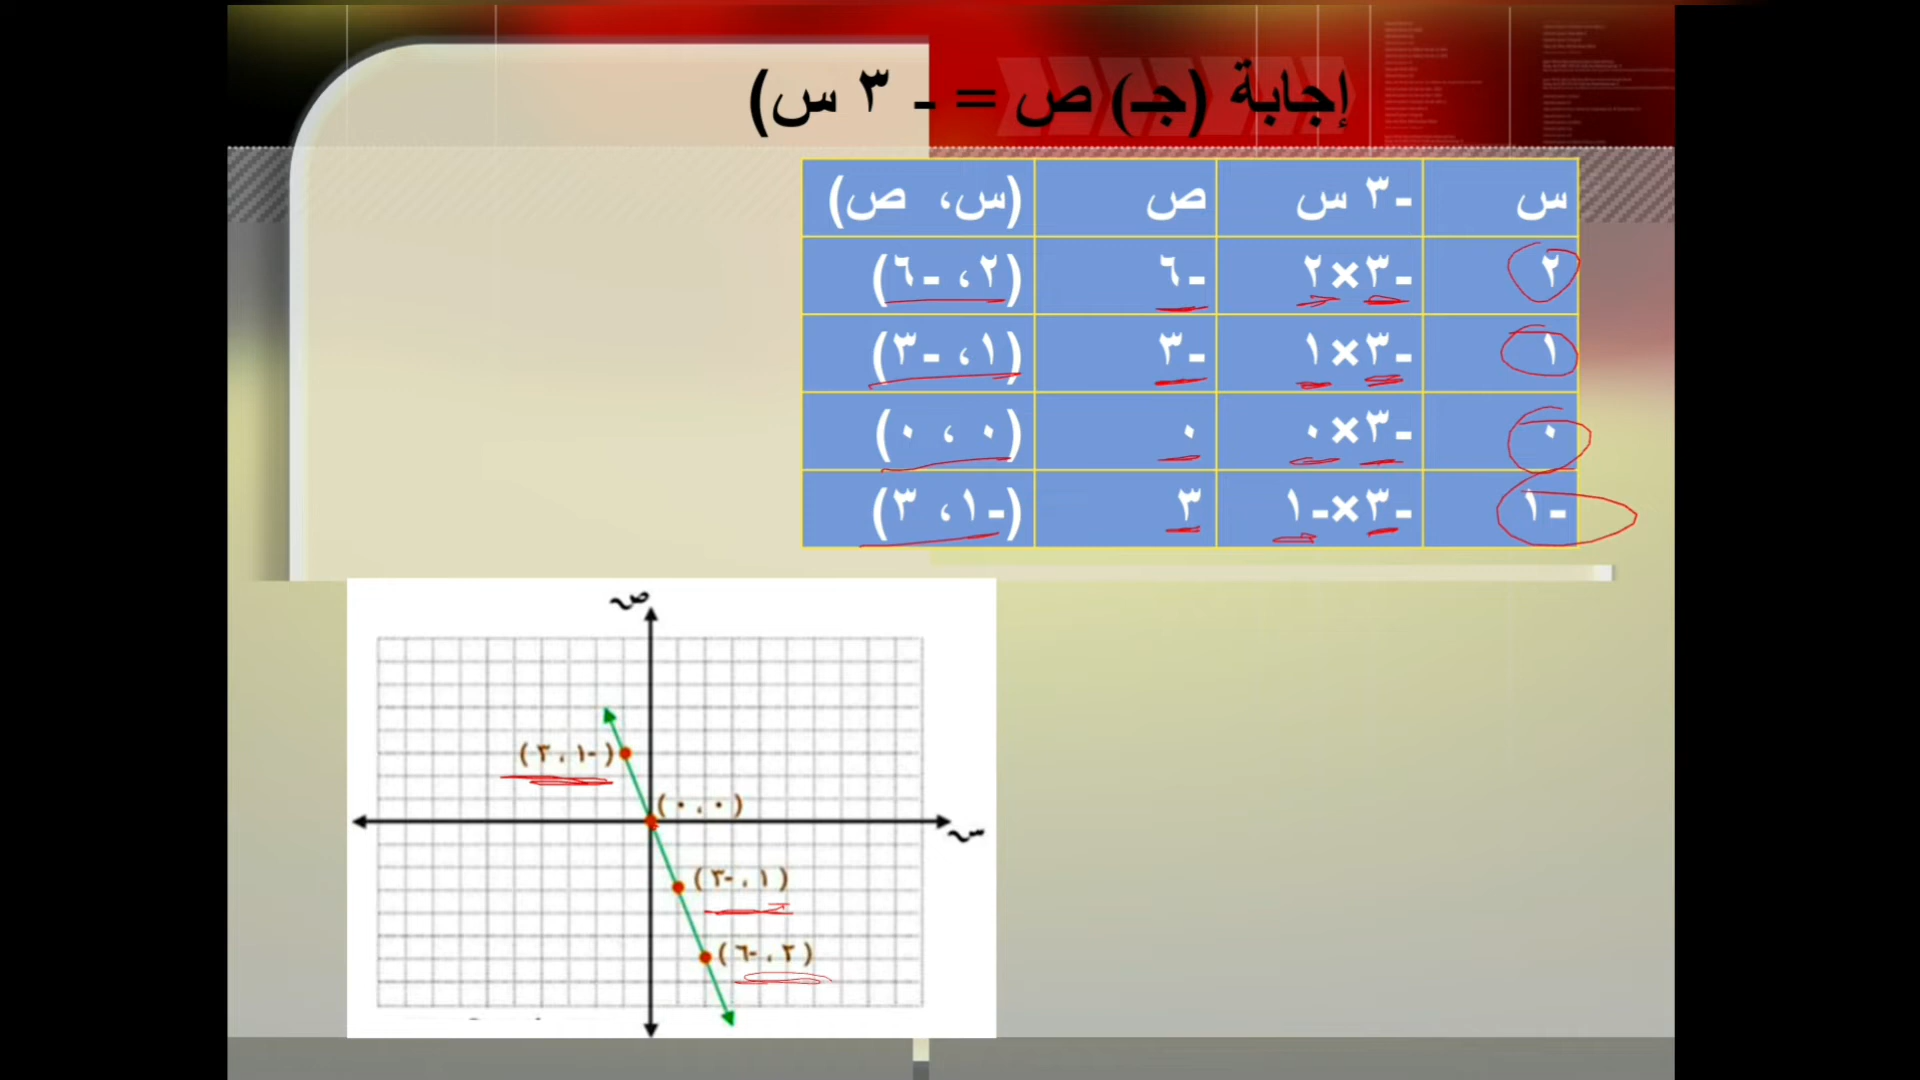 إجابة (جـ) ص = - ٣ س)
س -٣ س ص (س، ص)
٢ -٣×٢ -٦ (٢، -٦)
١ -٣×١ -٣ (١، -٣)
٠ -٣×٠ ٠ (٠ ، ٠)
-١ -٣×-١ ٣ (-١، ٣)
ص
(-١ ، ٣)
(٠ ، ٠)
س
(١ ، -٣)
(٢ ، -٦)